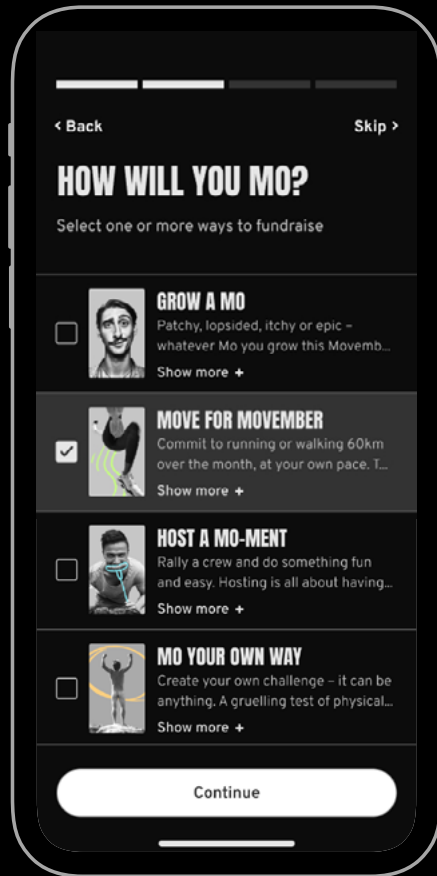 < Back
Skip >
HOW WILL YOU MO?
Select one or more ways to fundraise
GROW A MO
Patchy, lopsided, itchy or epic –
whatever Mo you grow this Movemb...
Show more +
MOVE FOR MOVEMBER
Commit to running or walking 60km
over the month, at your own pace. T...
Show more +
HOST A MO-MENT
Rally a crew and do something fun
and easy. Hosting is all about having...
Show more +
MO YOUR OWN WAY
Create your own challenge – it can be
anything. A gruelling test of physical...
Show more +
Continue